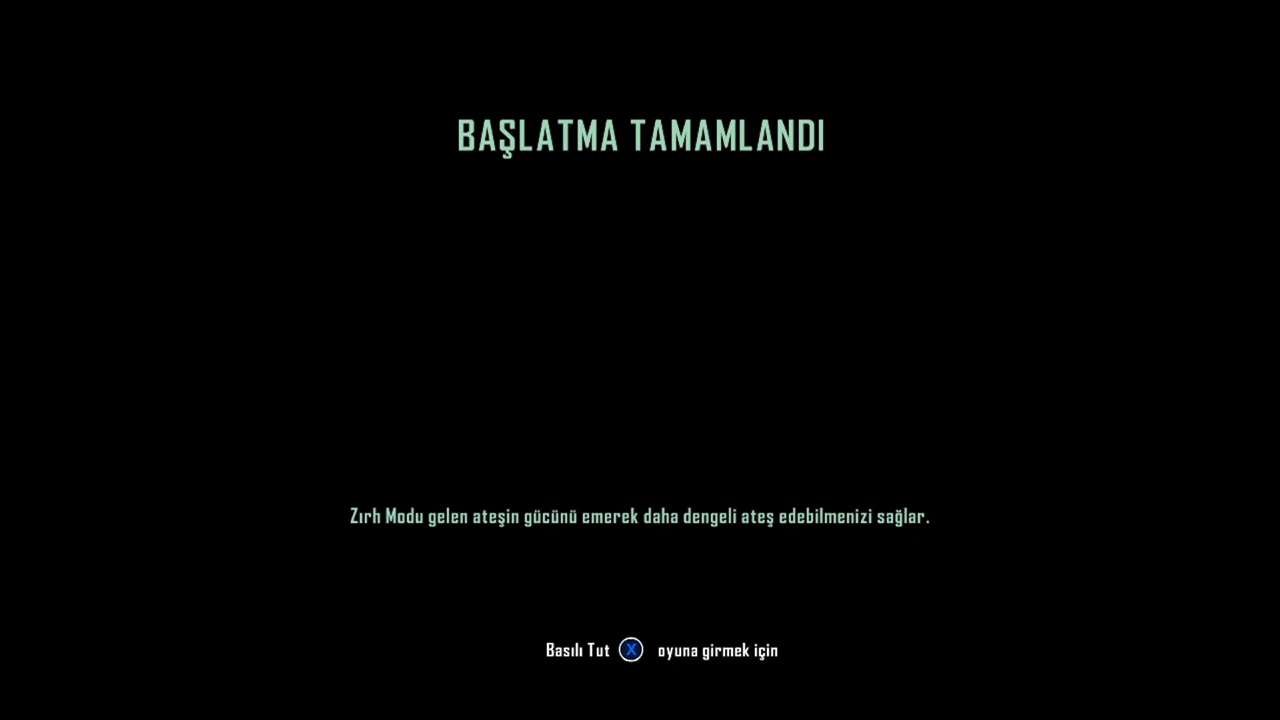 BAŞLATMA TAMAMLANDI
Zırh Modu gelen ateşin gücünü emerek daha dengeli ateş edebilmenizi sağlar.
Basılı Tut X oyuna girmek için